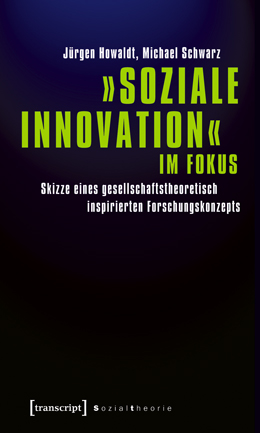 Jürgen Howaldt, Michael Schwarz
»SOZIALE
INNOVATION«
IM FOKUS
Skizze eines gesellschaftstheoretisch
inspirierten Forschungskonzepts
[transcript] Sozialtheorie